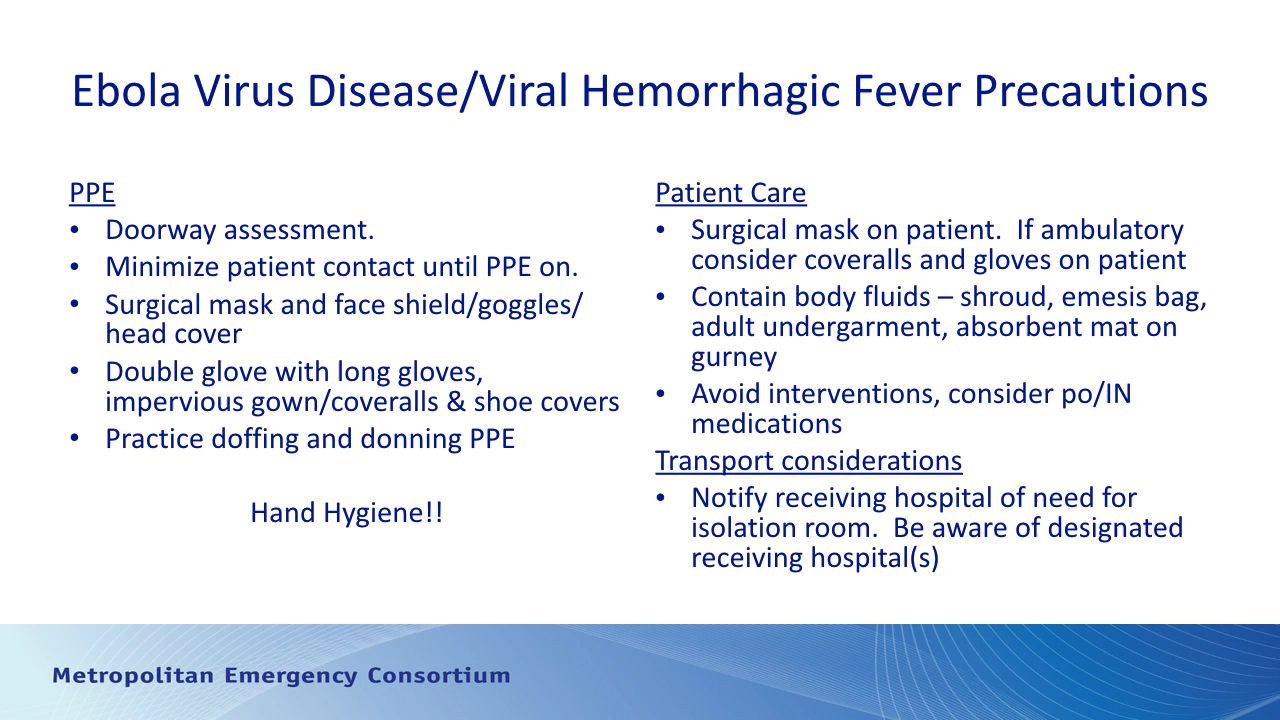 Ebola Virus Disease/Viral Hemorrhagic Fever Precautions
PPE
• Doorway assessment.
• Minimize patient contact until PPE on.
• Surgical mask and face shield/goggles/
head cover
• Double glove with long gloves,
impervious gown/coveralls & shoe covers
• Practice doffing and donning PPE
Hand Hygiene!!
Patient Care
• Surgical mask on patient.  If ambulatory
consider coveralls and gloves on patient
• Contain body fluids – shroud, emesis bag,
adult undergarment, absorbent mat on
gurney
• Avoid interventions, consider po/IN
medications
Transport considerations
• Notify receiving hospital of need for
isolation room.  Be aware of designated
receiving hospital(s)
Metropolitan Emergency Consortium